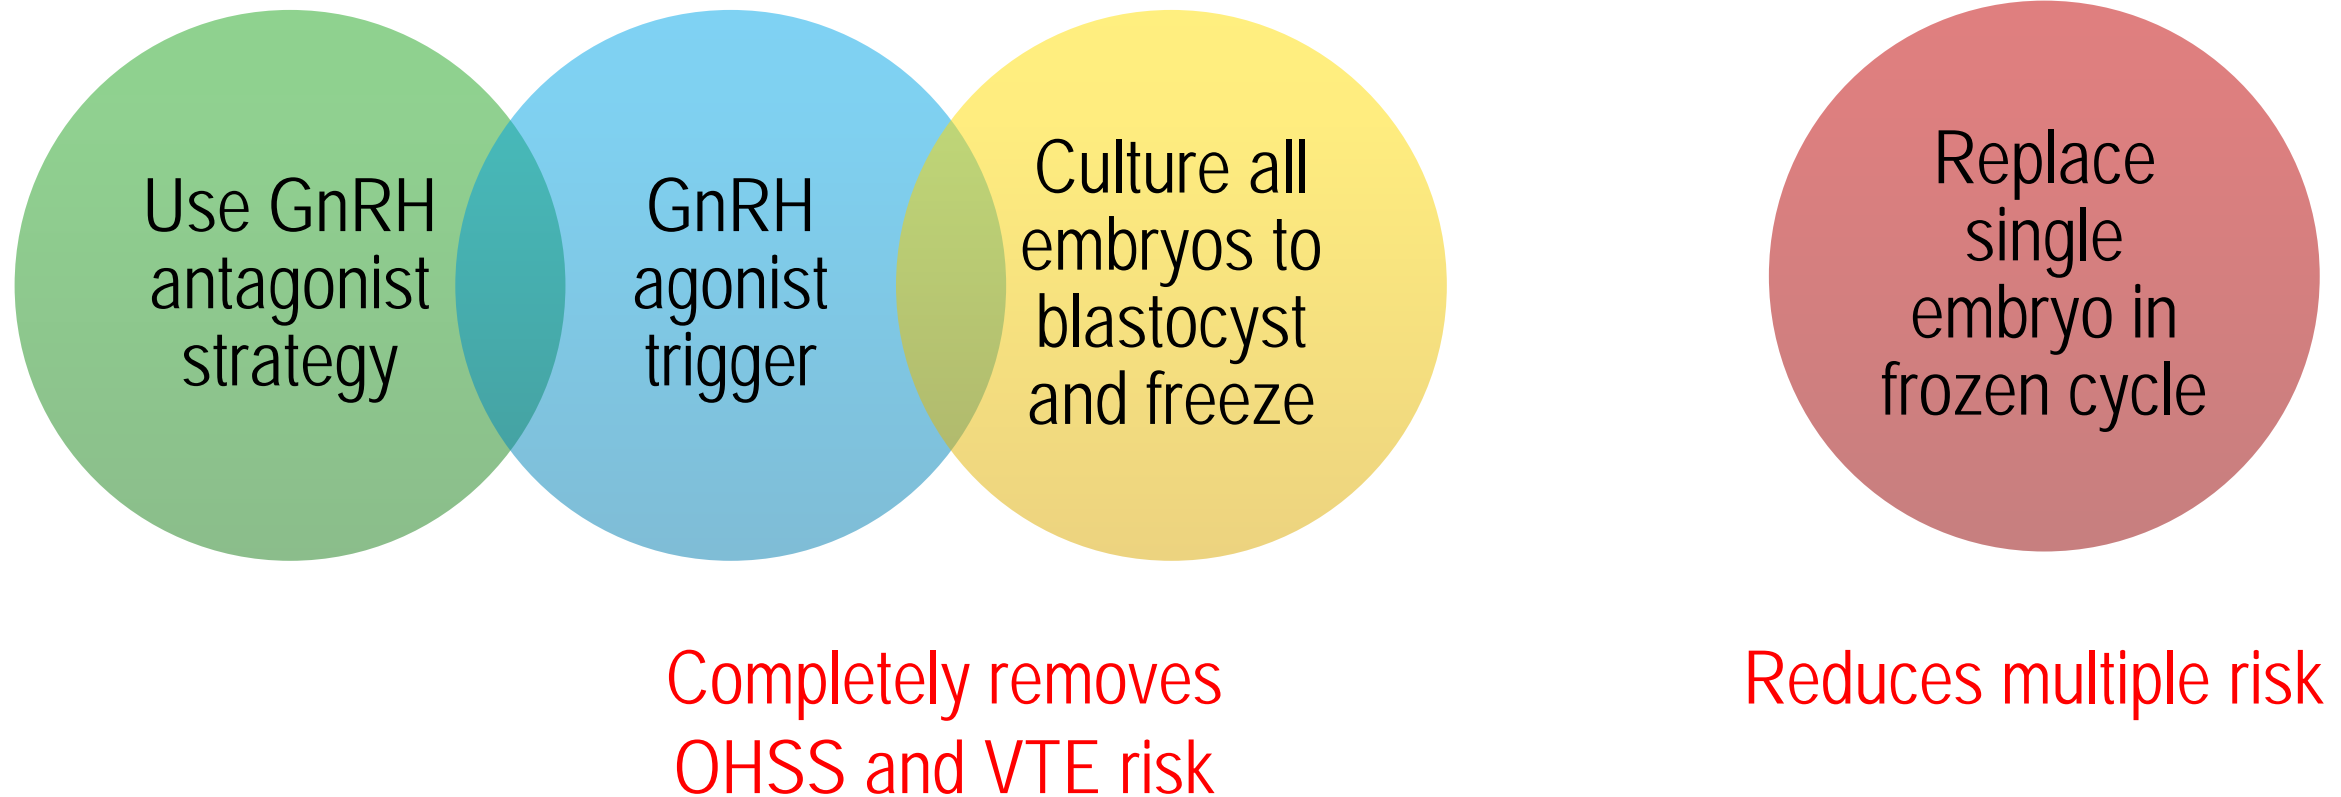 Use GnRH
antagonist
strategy
GnRH
agonist
trigger
Culture all
embryos to
blastocyst
and freeze
Replace
single
embryo in
frozen cycle
Completely removes
OHSS and VTE risk
Reduces multiple risk